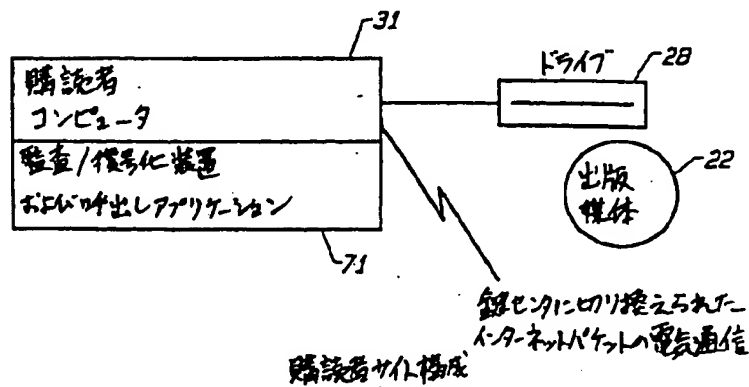 31
購読者
コンピュータ
監査/復号化装置
および呼出しアプリケーション
71
ドライブ
28
22
出版
媒体
鍵センタに切り換えられた
インターネットパケットの電気通信
購読者サイト構成